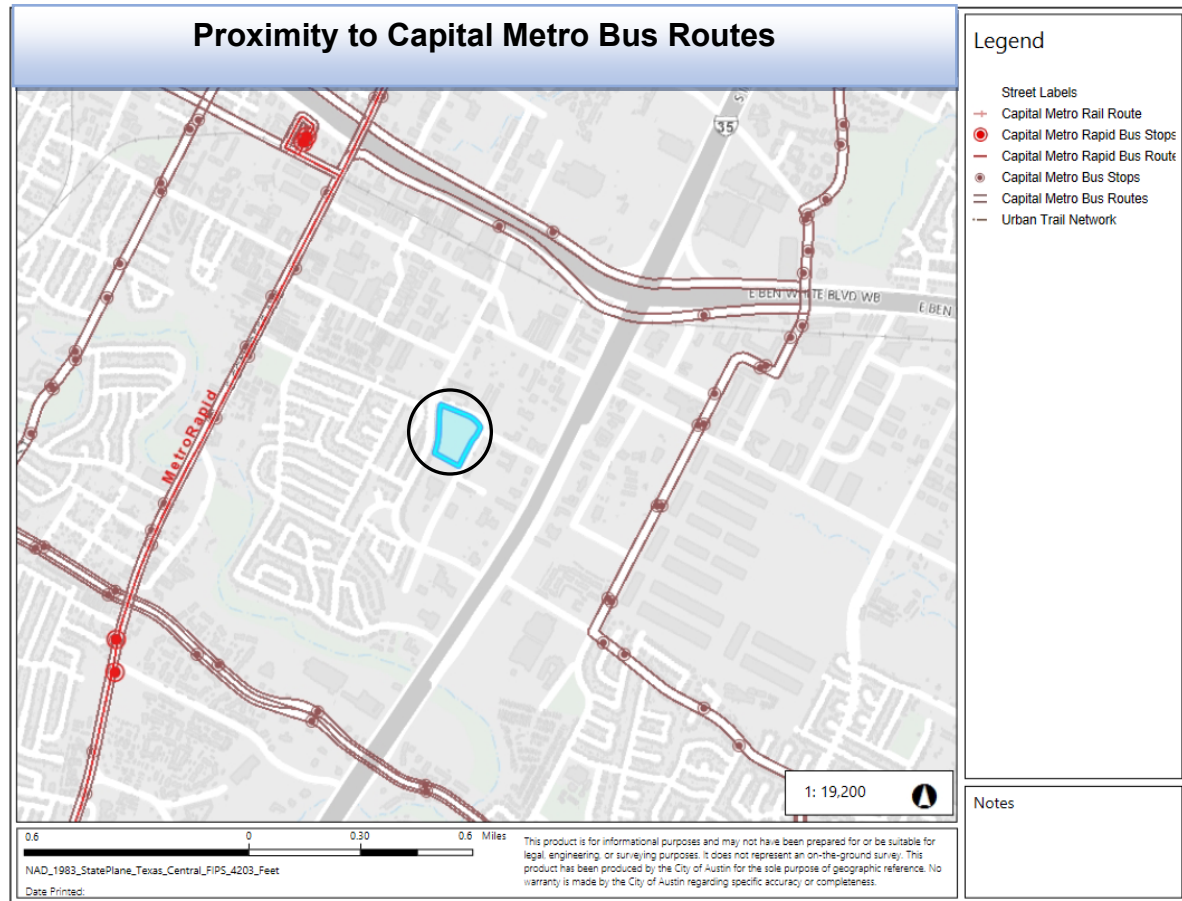 Proximity to Capital Metro Bus Routes
Legend
Street Labels
Capital Metro Rail Route
Capital Metro Rapid Bus Stops
Capital Metro Rapid Bus Route
Capital Metro Bus Stops
Capital Metro Bus Routes
Urban Trail Network
35
E BEN WHITE BLVD WB
E BEN
MetroRapid
1: 19,200
Notes
0.6 0 0.30 0.6 Miles
NAD_1983_StatePlane_Texas_Central_FIPS_4203_Feet
Date Printed:
This product is for informational purposes and may not have been prepared for or be suitable for
legal, engineering, or surveying purposes. It does not represent an on-the-ground survey. This
product has been produced by the City of Austin for the sole purpose of geographic reference. No
warranty is made by the City of Austin regarding specific accuracy or completeness.